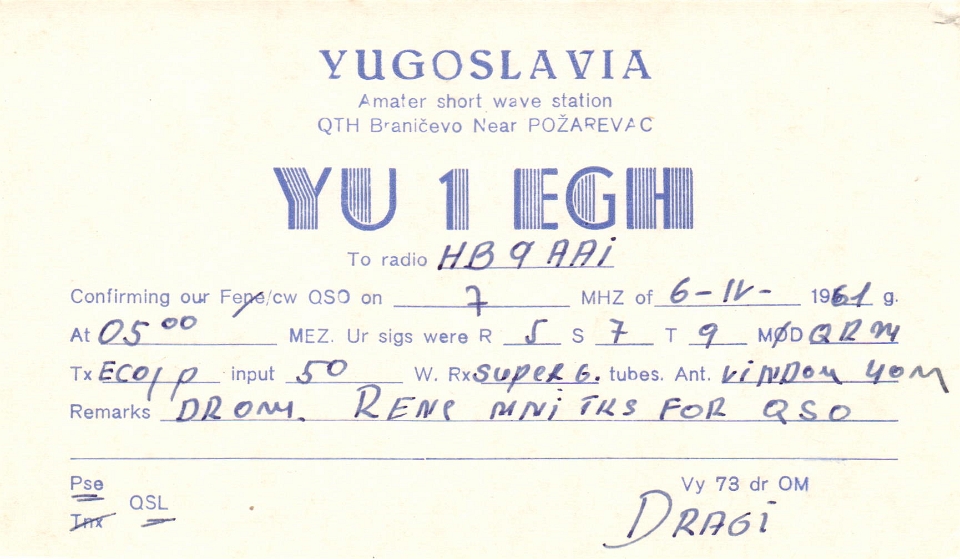 YUGOSLAVIA
Amater short wave station
QTH Braničevo Near POŽAREVAC
YU 1 EGH
To radio HB9AAi
Confirming our Fone/cw QSO on 7 MHZ of 6-IV- 1961 g.
At 05⁰⁰ MEZ. Ur sigs were R 5 S 7 T 9 MØD QRM
Tx ECO/P input 50 W. Rx SUPER 6. tubes. Ant. ViNDOM 40m
Remarks DR OM. RENE MNi TKS FOR QSO
Pse
QSL
Tnx
Vy 73 dr OM
DRAGi